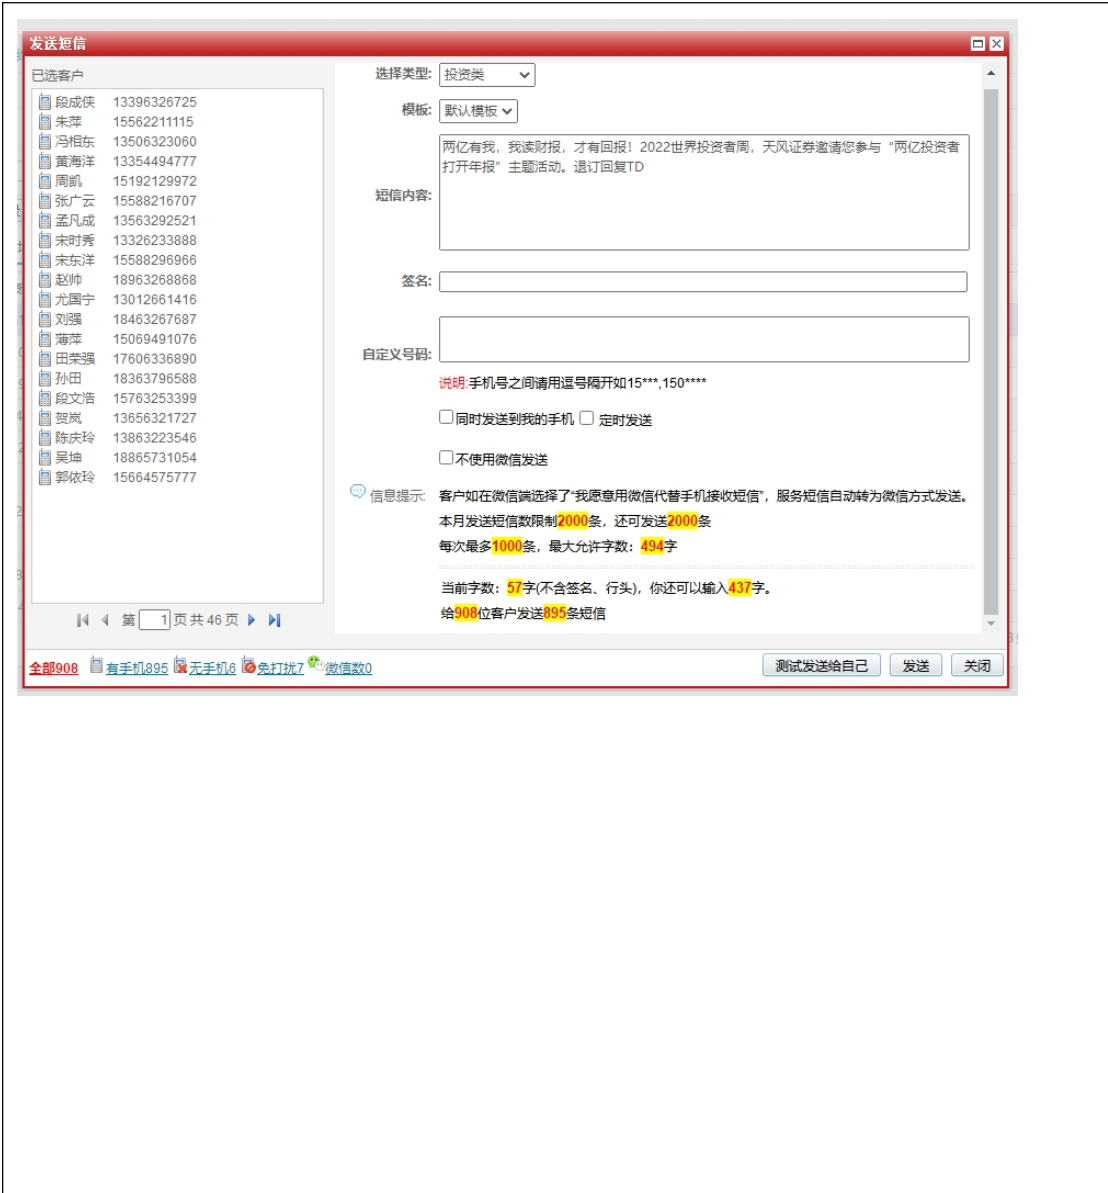 发送短信
已选客户
段成侠 13396326725
朱萍 15562211115
冯相东 13506323060
黄海洋 13354494777
周凯 15192129972
张广云 15588216707
孟凡成 13563292521
宋时秀 13326233888
宋东洋 15588296966
赵帅 18963268868
尤国宁 13012661416
刘强 18463267687
薄萍 15069491076
田荣强 17606336890
孙田 18363796588
段文浩 15763253399
贺岚 13656321727
陈庆玲 13863223546
吴坤 18865731054
郭依玲 15664575777
第 1 页共46页
选择类型: 投资类
模板: 默认模板
短信内容:
两亿有我，我读财报，才有回报！2022世界投资者周，天风证券邀请您参与“两亿投资者
打开年报”主题活动。退订回复TD
签名:
自定义号码:
说明:手机号之间请用逗号隔开如15***,150****
同时发送到我的手机 定时发送
不使用微信发送
信息提示: 客户如在微信端选择了“我愿意用微信代替手机接收短信”，服务短信自动转为微信方式发送。
本月发送短信数限制2000条，还可发送2000条
每次最多1000条，最大允许字数：494字
当前字数：57字(不含签名、行头)，你还可以输入437字。
给908位客户发送895条短信
全部908 有手机895 无手机6 免打扰7 微信数0
测试发送给自己 发送 关闭